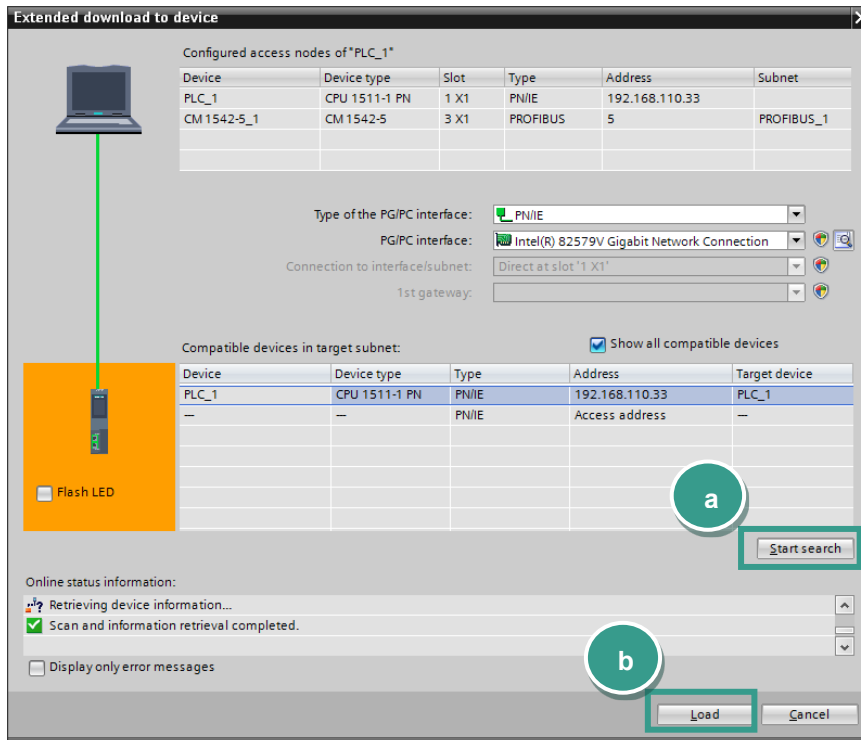 Extended download to device
Configured access nodes of "PLC_1"
Device Device type Slot Type Address Subnet
PLC_1 CPU 1511-1 PN 1 X1 PN/IE 192.168.110.33
CM 1542-5_1 CM 1542-5 3 X1 PROFIBUS 5 PROFIBUS_1
Type of the PG/PC interface: PN/IE
PG/PC interface: Intel(R) 82579V Gigabit Network Connection
Connection to interface/subnet: Direct at slot '1 X1'
1st gateway:
Compatible devices in target subnet: Show all compatible devices
Device Device type Type Address Target device
PLC_1 CPU 1511-1 PN PN/IE 192.168.110.33 PLC_1
— — PN/IE Access address —
Flash LED
a
Start search
Online status information:
Retrieving device information...
Scan and information retrieval completed.
Display only error messages
b
Load Cancel